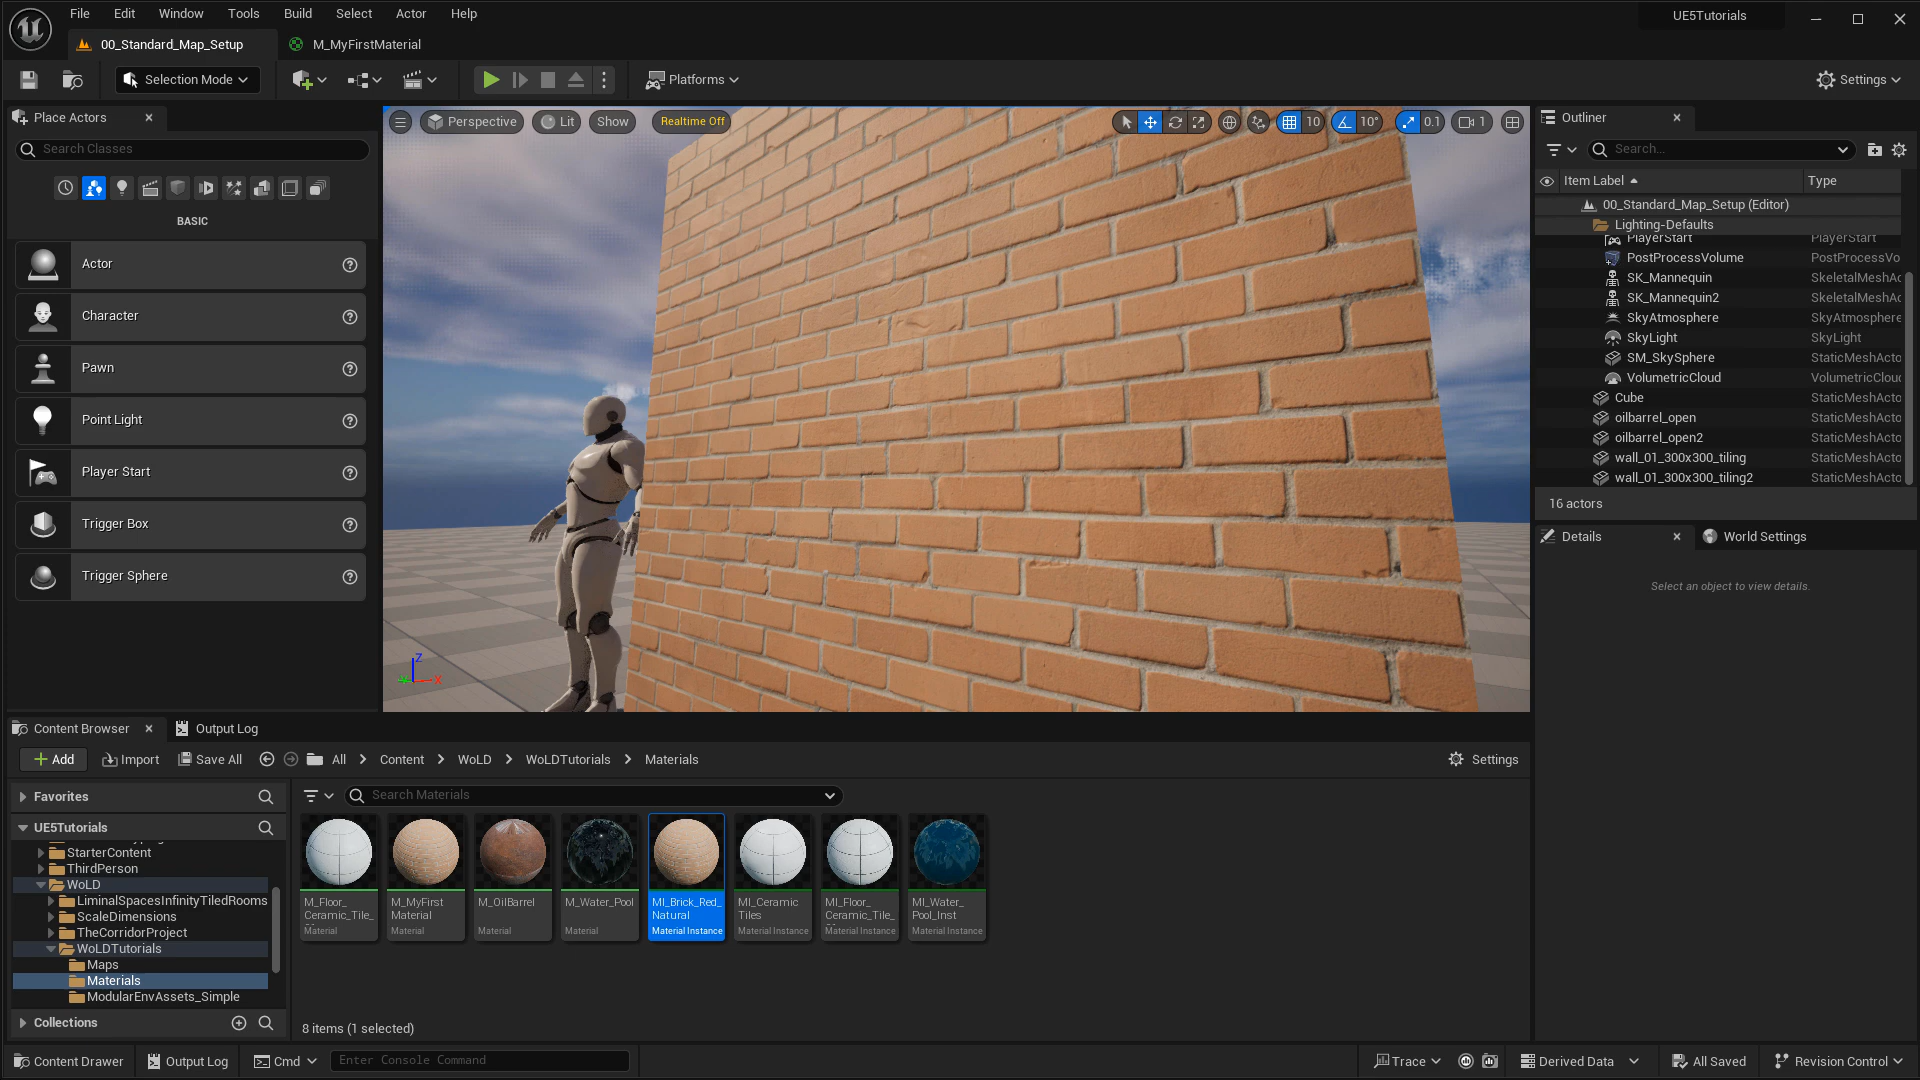 File Edit Window Tools Build Select Actor Help
UE5Tutorials
00_Standard_Map_Setup
M_MyFirstMaterial
Selection Mode
Platforms
Settings
Place Actors
Search Classes
BASIC
Actor
Character
Pawn
Point Light
Player Start
Trigger Box
Trigger Sphere
Perspective
Lit
Show
Realtime Off
10
10°
0.1
1
Z
X
Outliner
Search...
Item Label Type
00_Standard_Map_Setup (Editor)
Lighting-Defaults
PlayerStart PlayerStart
PostProcessVolume PostProcessVo
SK_Mannequin SkeletalMeshAc
SK_Mannequin2 SkeletalMeshAc
SkyAtmosphere SkyAtmosphere
SkyLight SkyLight
SM_SkySphere StaticMeshActo
VolumetricCloud VolumetricCloud
Cube StaticMeshActo
oilbarrel_open StaticMeshActo
oilbarrel_open2 StaticMeshActo
wall_01_300x300_tiling StaticMeshActo
wall_01_300x300_tiling2 StaticMeshActo
16 actors
Details
World Settings
Select an object to view details.
Content Browser
Output Log
Add
Import
Save All
All
Content
WoLD
WoLDTutorials
Materials
Settings
Favorites
UE5Tutorials
StarterContent
ThirdPerson
WoLD
LiminalSpacesInfinityTiledRooms
ScaleDimensions
TheCorridorProject
WoLDTutorials
Maps
Materials
ModularEnvAssets_Simple
Collections
Search Materials
M_Floor_
Ceramic_Tile_
Material
M_MyFirst
Material
Material
M_OilBarrel
Material
M_Water_Pool
Material
MI_Brick_Red_
Natural
Material Instance
MI_Ceramic
Tiles
Material Instance
MI_Floor_
Ceramic_Tile_
Material Instance
MI_Water_
Pool_Inst
Material Instance
8 items (1 selected)
Content Drawer
Output Log
Cmd
Enter Console Command
Trace
Derived Data
All Saved
Revision Control